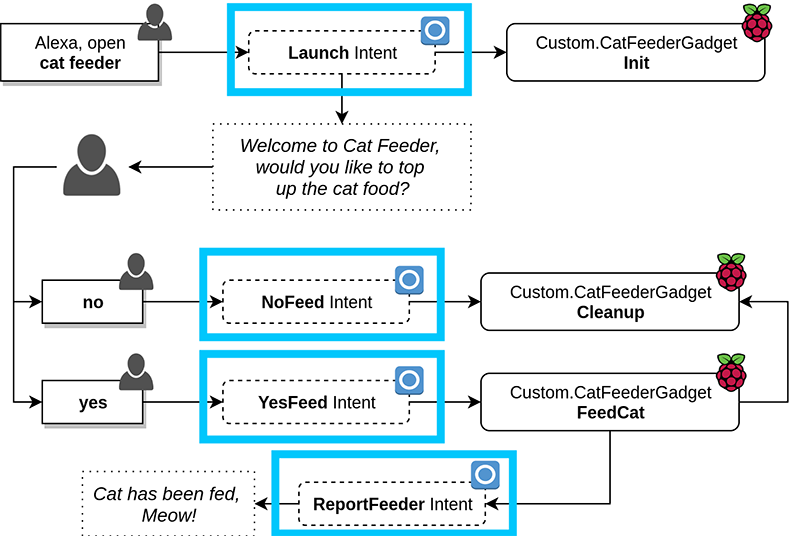 Alexa, open
cat feeder
Launch Intent
Custom.CatFeederGadget
Init
Welcome to Cat Feeder,
would you like to top
up the cat food?
no
NoFeed Intent
Custom.CatFeederGadget
Cleanup
yes
YesFeed Intent
Custom.CatFeederGadget
FeedCat
Cat has been fed,
Meow!
ReportFeeder Intent